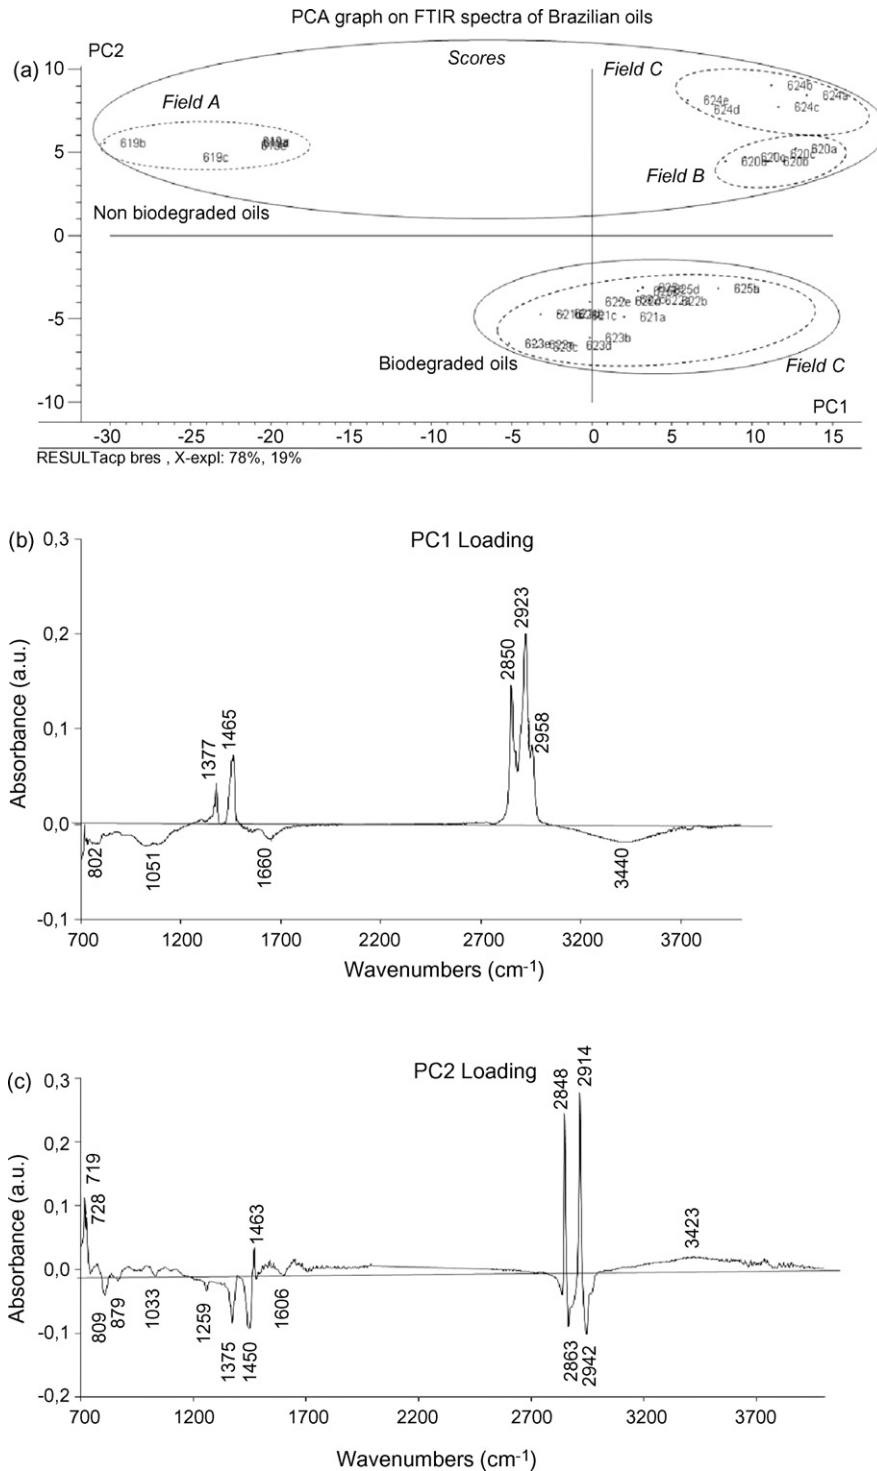 PCA graph on FTIR spectra of Brazilian oils
PC2
(a)
10
Scores
Field C
Field A
624b
624a
624e
624d
624c
619b
619c
5
620a
620c
620b
Field B
Non biodegraded oils
0
625d
625b
622e
622b
621c
621a
-5
623b
623e
623c
623d
Biodegraded oils
Field C
-10
PC1
-30 -25 -20 -15 -10 -5 0 5 10 15
RESULTacp bres , X-expl: 78%, 19%
(b)
PC1 Loading
0,3
0,2
0,1
0,0
-0,1
Absorbance (a.u.)
802
1051
1377
1465
1660
2850
2923
2958
3440
700 1200 1700 2200 2700 3200 3700
Wavenumbers (cm-1)
(c)
PC2 Loading
0,3
0,2
0,1
0,0
-0,1
-0,2
Absorbance (a.u.)
719
728
809
879
1033
1259
1375
1450
1463
1606
2848
2914
2863
2942
3423
700 1200 1700 2200 2700 3200 3700
Wavenumbers (cm-1)